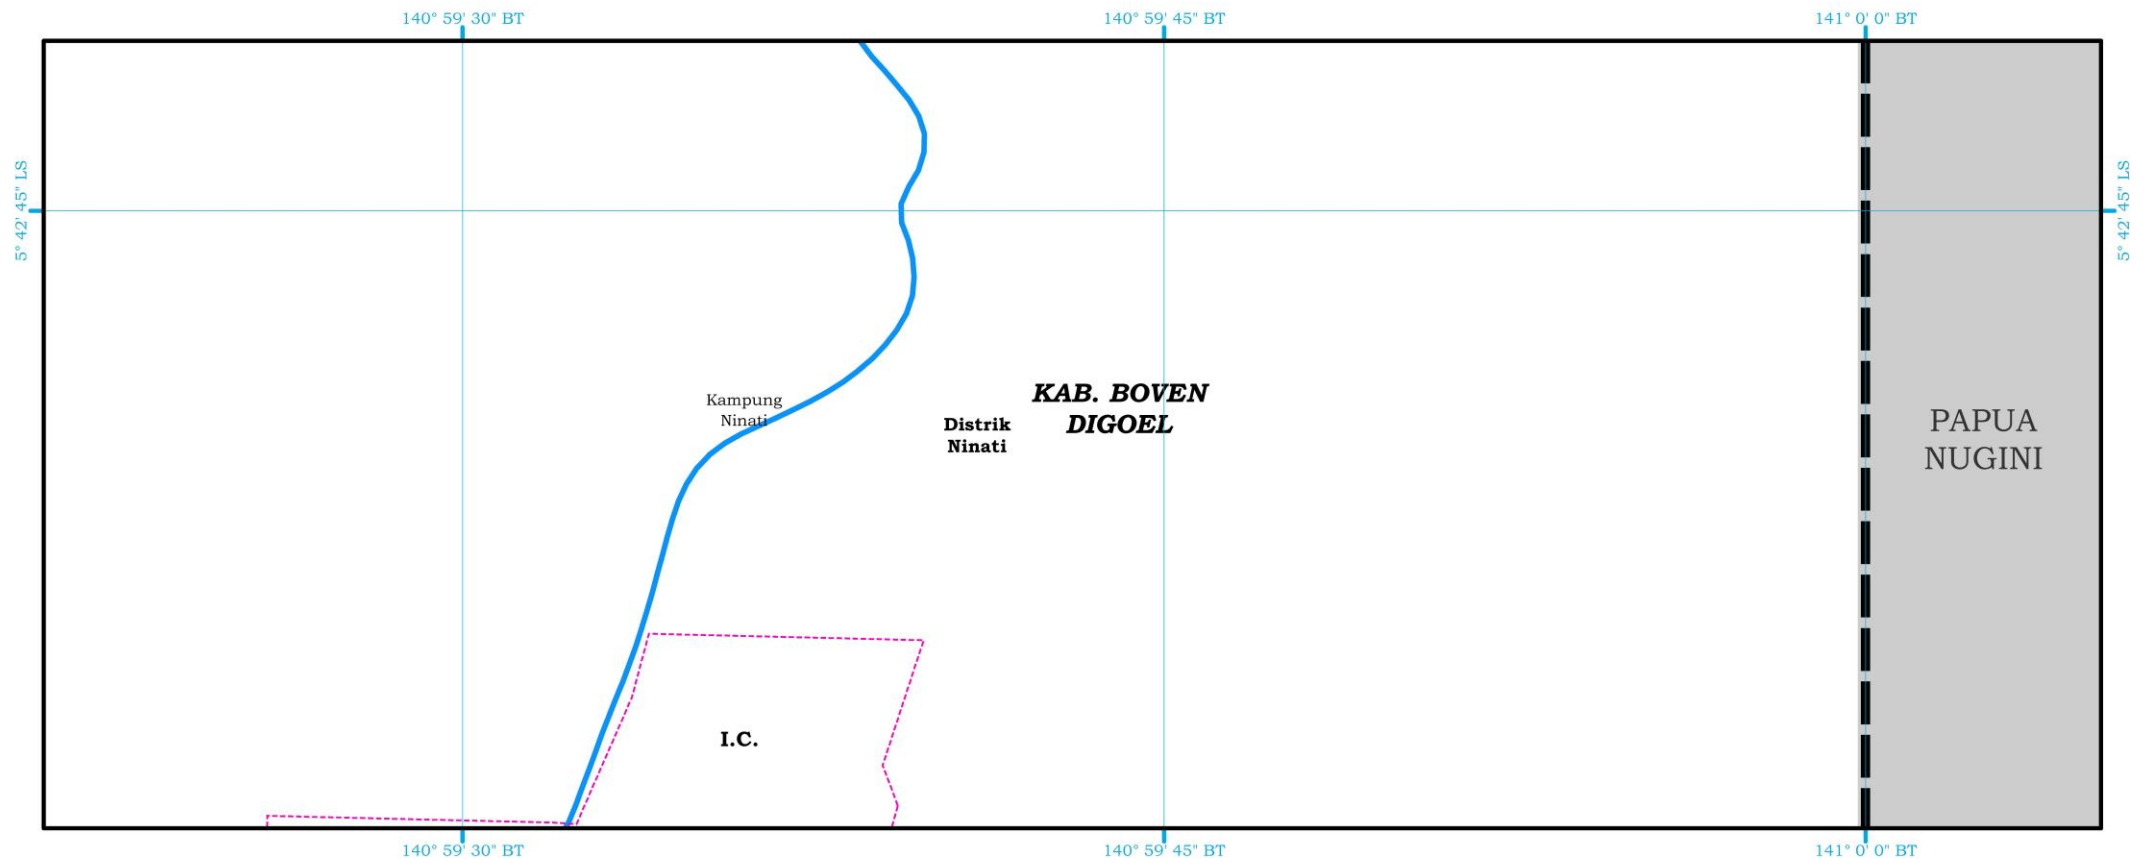 140° 59' 30" BT
140° 59' 45" BT
141° 0' 0" BT
5° 42' 45" LS
5° 42' 45" LS
KAB. BOVEN
DIGOEL
Kampung
Ninati
Distrik
Ninati
PAPUA
NUGINI
I.C.
140° 59' 30" BT
140° 59' 45" BT
141° 0' 0" BT